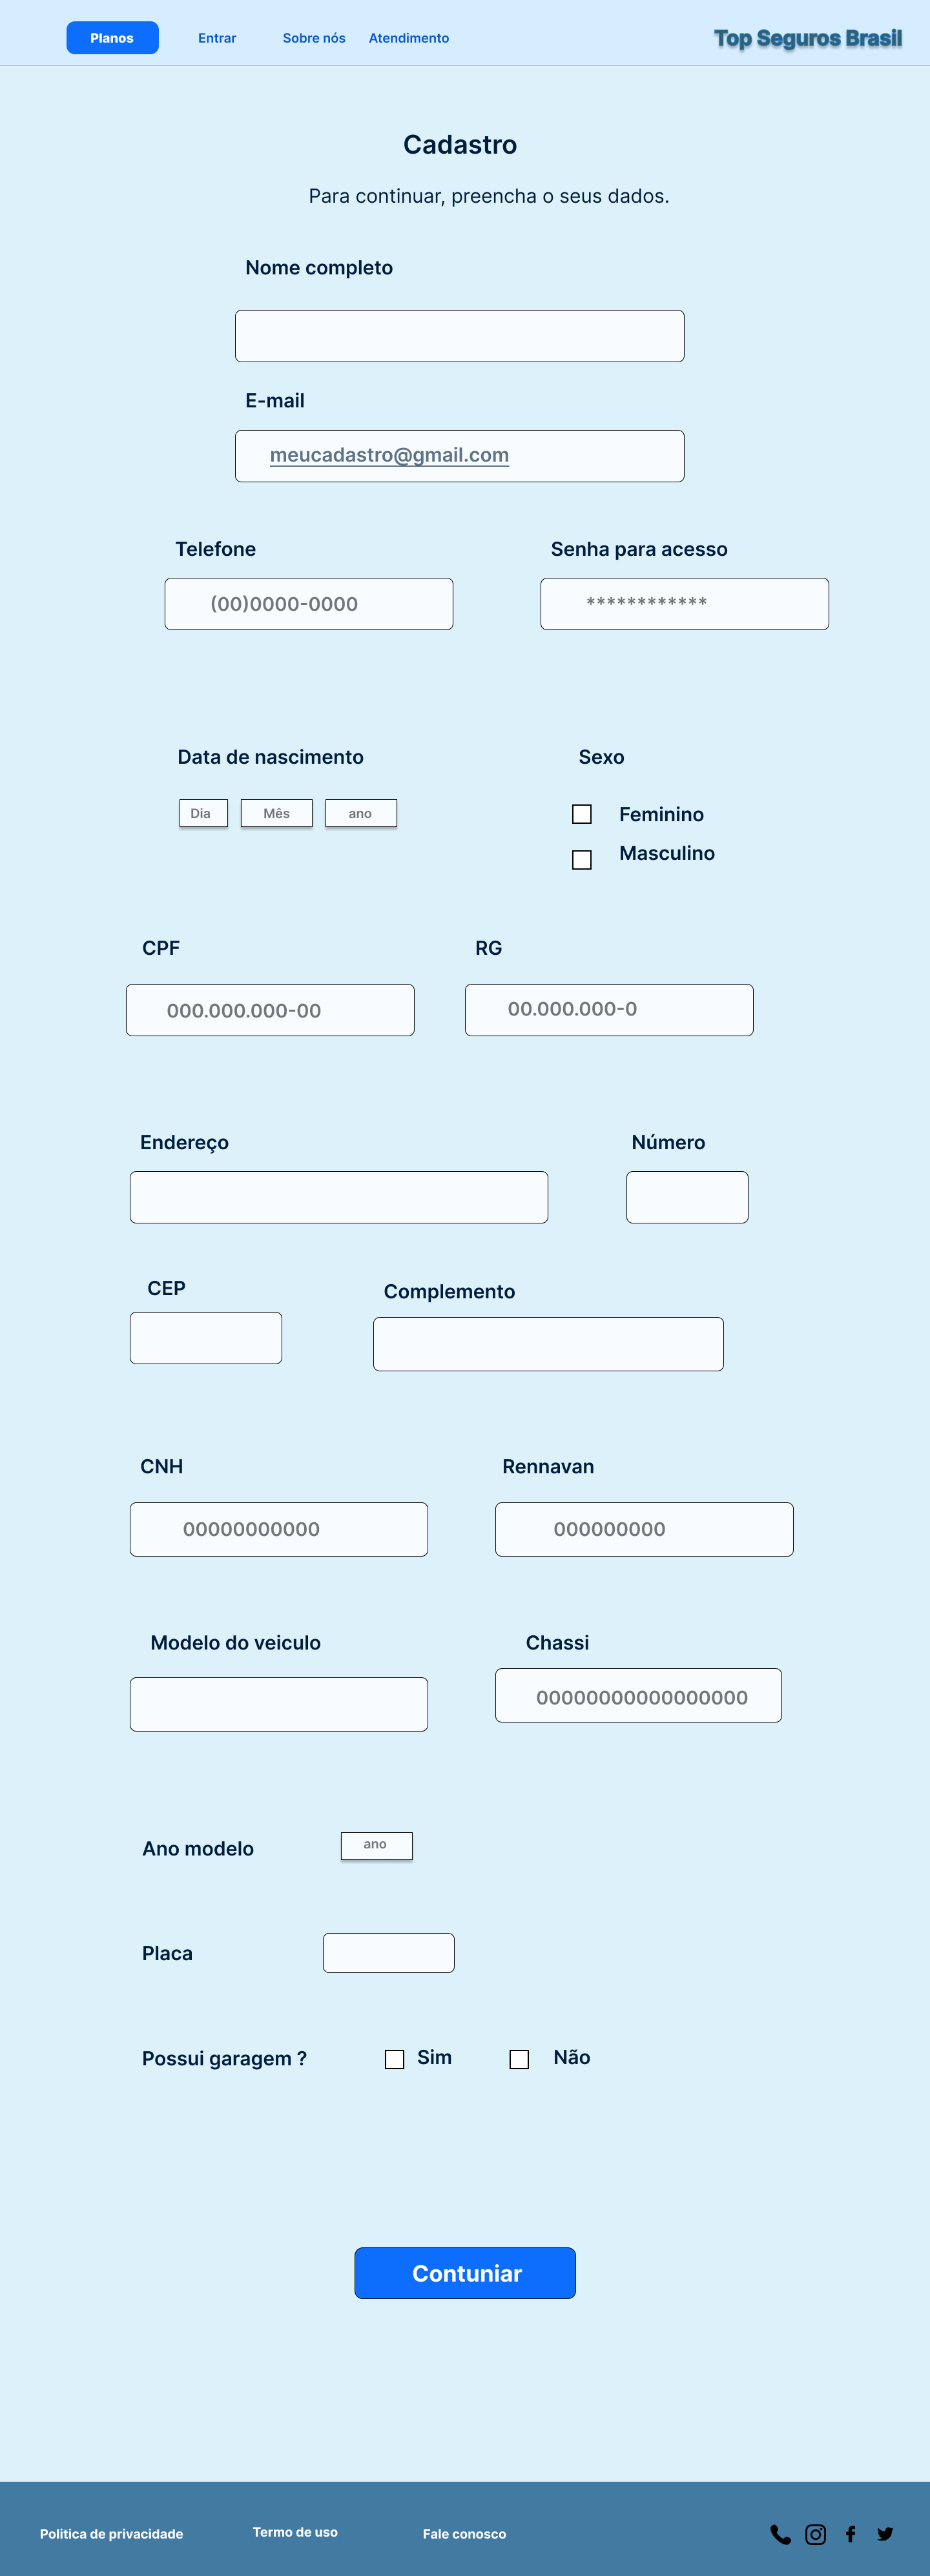 Planos Entrar Sobre nós Atendimento Top Seguros Brasil
Cadastro
Para continuar, preencha o seus dados.
Nome completo
E-mail
meucadastro@gmail.com
Telefone Senha para acesso
(00)0000-0000 ************
Data de nascimento Sexo
Dia Mês ano Feminino
Masculino
CPF RG
000.000.000-00 00.000.000-0
Endereço Número
CEP Complemento
CNH Rennavan
00000000000 000000000
Modelo do veiculo Chassi
00000000000000000
Ano modelo ano
Placa
Possui garagem ? Sim Não
Contuniar
Politica de privacidade Termo de uso Fale conosco